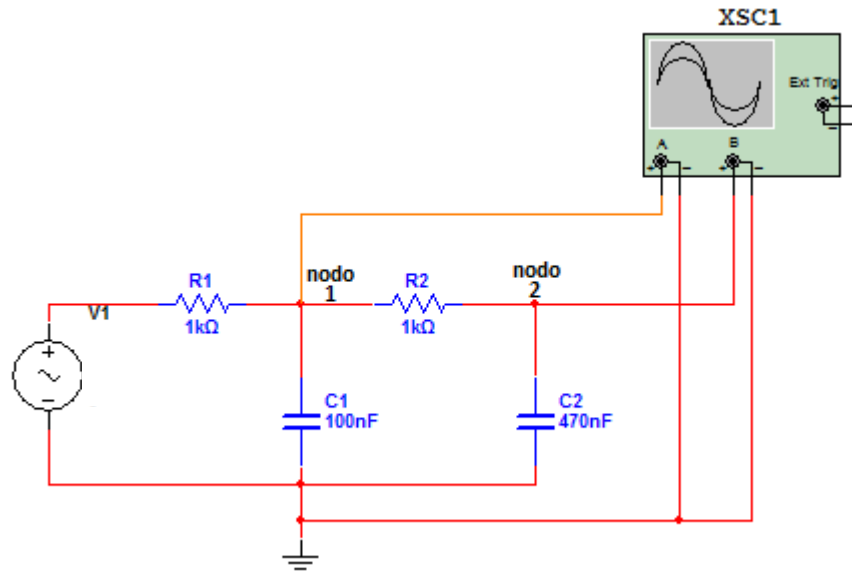 XSC1
Ext Trig
+
−
A
B
+ −
+ −
nodo
1
nodo
2
R1
R2
V1
1kΩ
1kΩ
+
−
C1
100nF
C2
470nF